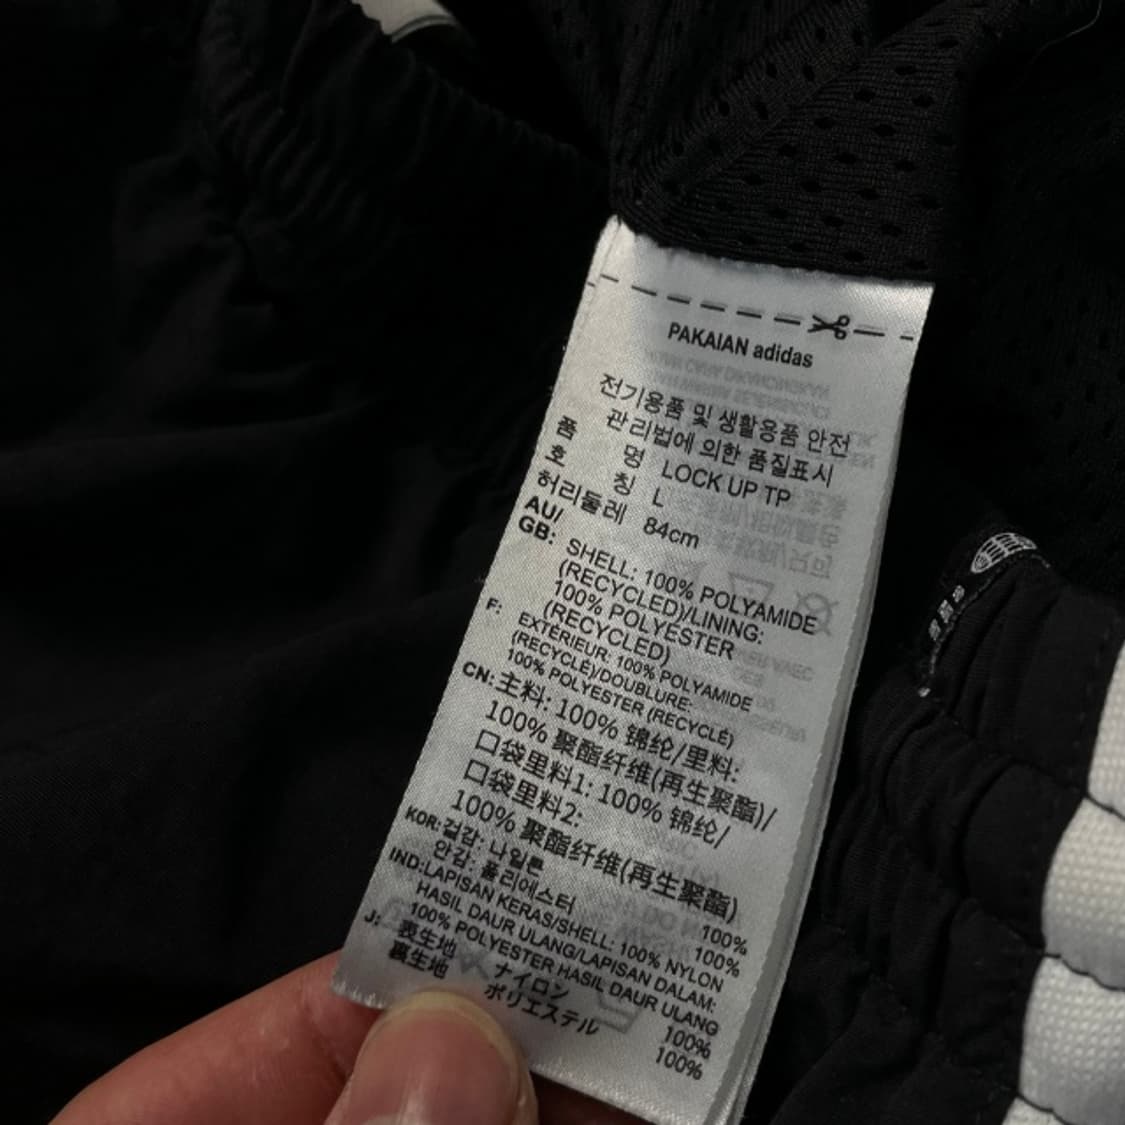 PAKAIAN adidas
전기용품 및 생활용품 안전
관리법에 의한 품질표시
품 명 LOCK UP TP
호 칭 L
허리둘레 84cm
AU/
GB: SHELL: 100% POLYAMIDE
(RECYCLED)/LINING:
100% POLYESTER
(RECYCLED)
F: EXTÉRIEUR: 100% POLYAMIDE
(RECYCLÉ)/DOUBLURE:
100% POLYESTER (RECYCLÉ)
CN: 主料: 100% 锦纶/里料:
100% 聚酯纤维(再生聚酯)/
口袋里料1: 100% 锦纶/
口袋里料2:
100% 聚酯纤维(再生聚酯)
KOR: 겉감: 나일론 100%
안감: 폴리에스터 100%
IND: LAPISAN KERAS/SHELL: 100% NYLON
HASIL DAUR ULANG/LAPISAN DALAM:
100% POLYESTER HASIL DAUR ULANG
J: 表生地 ナイロン 100%
裏生地 ポリエステル 100%